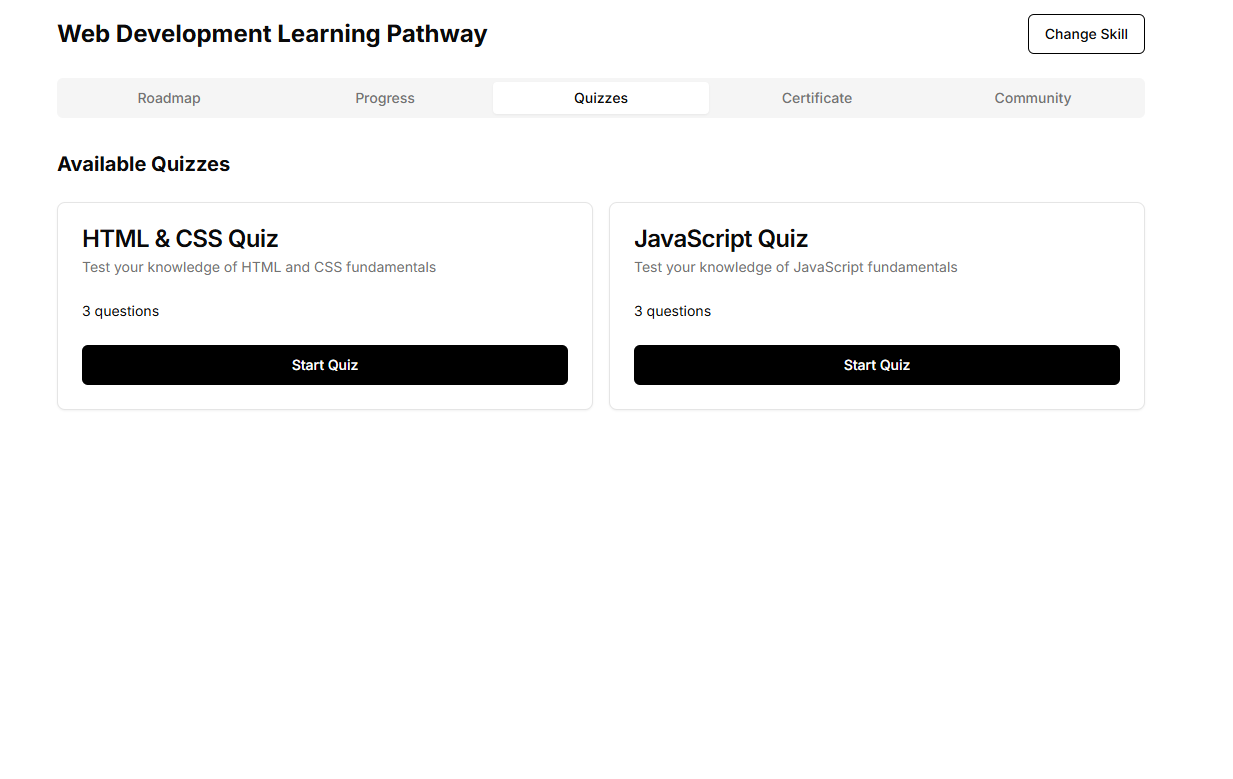 Web Development Learning Pathway
Change Skill
Roadmap
Progress
Quizzes
Certificate
Community
Available Quizzes
HTML & CSS Quiz
Test your knowledge of HTML and CSS fundamentals
3 questions
Start Quiz
JavaScript Quiz
Test your knowledge of JavaScript fundamentals
3 questions
Start Quiz